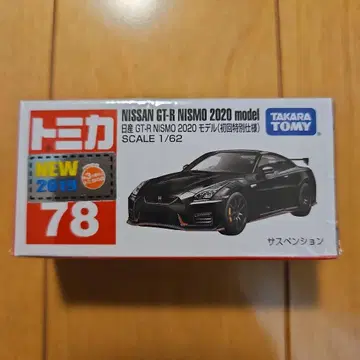 トミカ
NISSAN GT-R NISMO 2020 model
日産 GT-R NISMO 2020 モデル(初回特別仕様)
SCALE 1/62
TAKARA
TOMY
NEW
2019
78
サスペンション